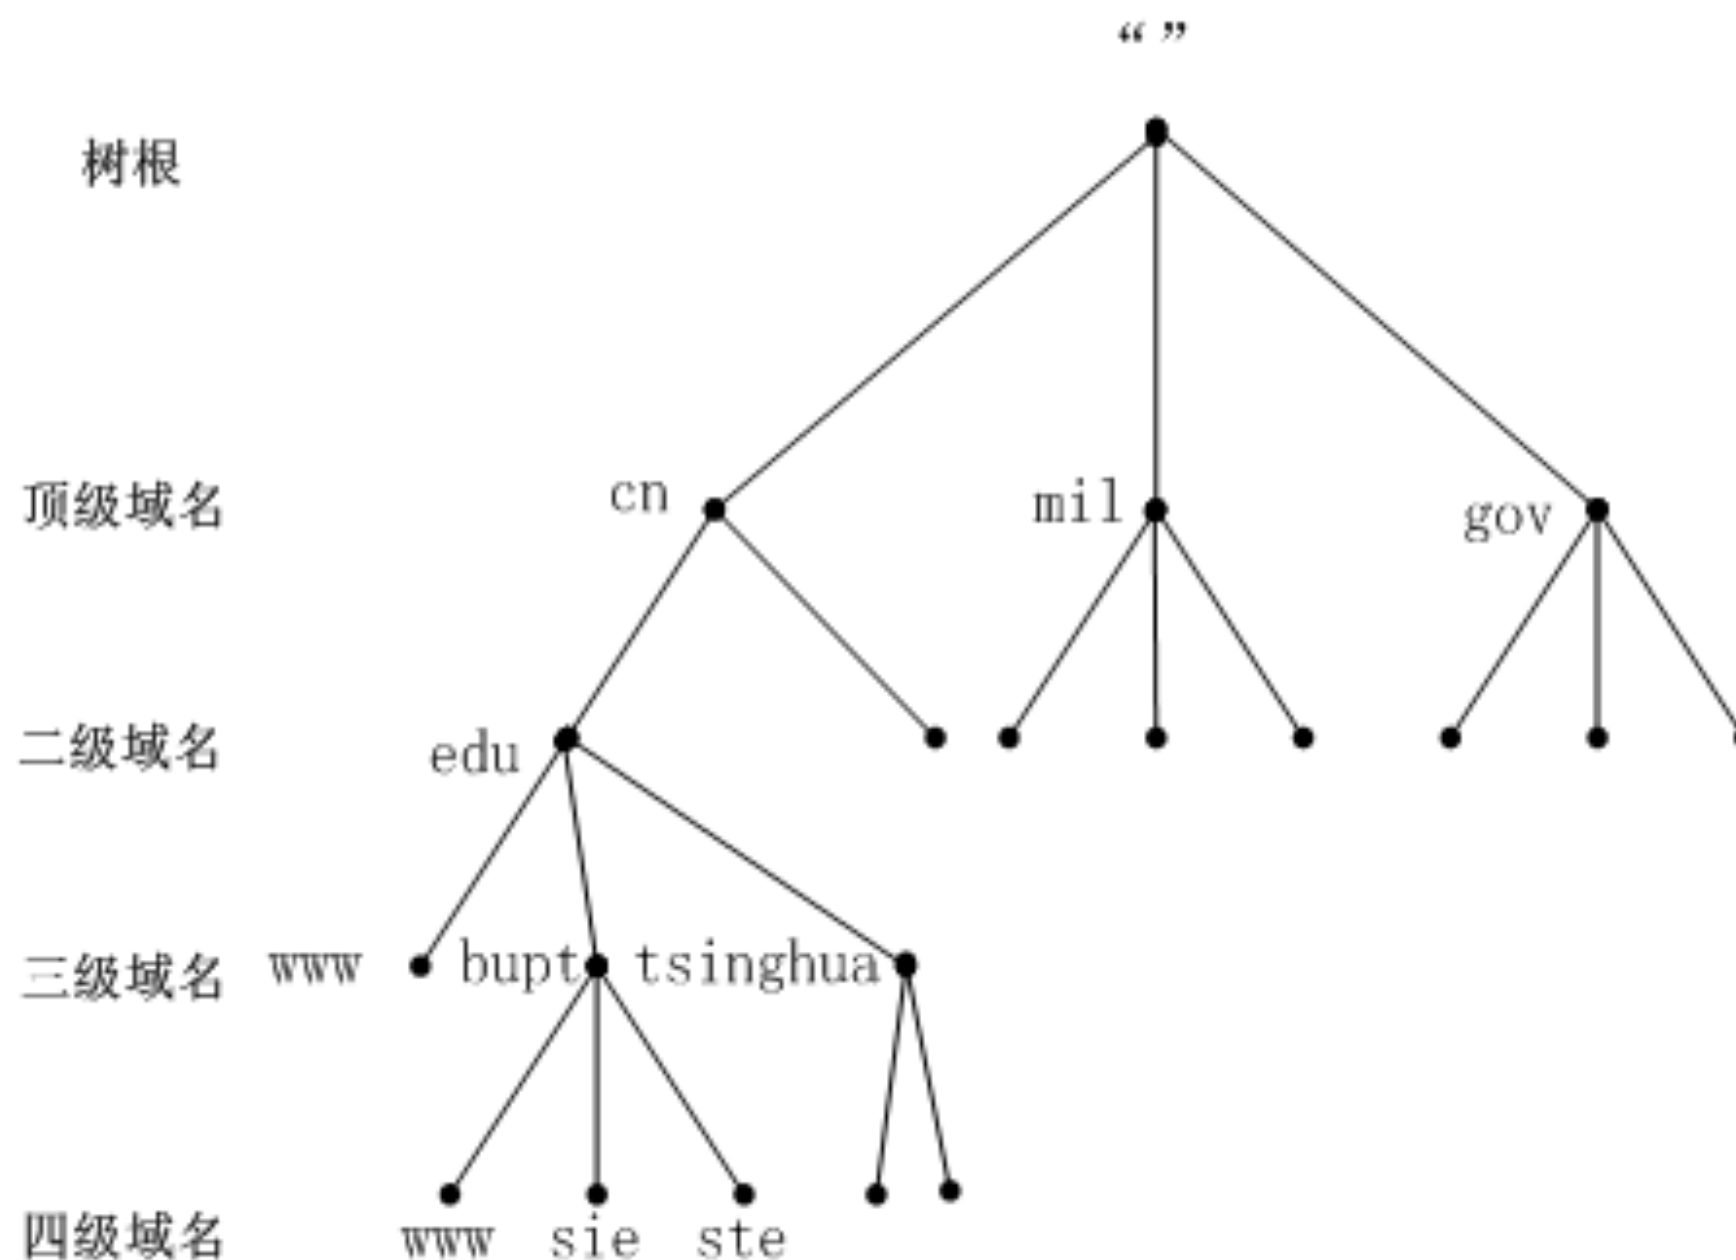 “ ”
树根
顶级域名 cn mil gov
二级域名 edu
三级域名 www bupt tsinghua
四级域名 www sie ste